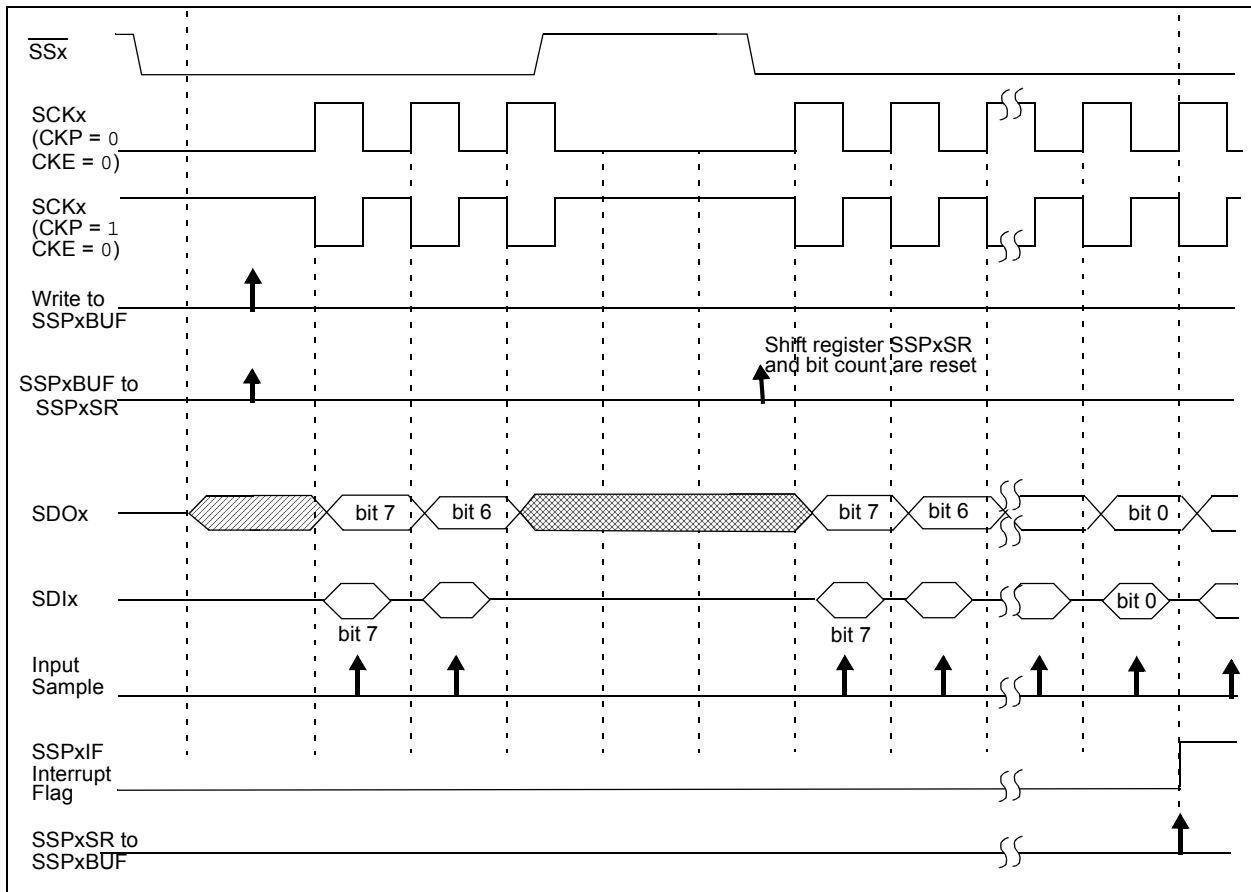 SSx
SCKx
(CKP = 0
CKE = 0)
SCKx
(CKP = 1
CKE = 0)
Write to
SSPxBUF
Shift register SSPxSR
and bit count are reset
SSPxBUF to
SSPxSR
SDOx
bit 7
bit 6
bit 7
bit 6
bit 0
SDIx
bit 0
bit 7
bit 7
Input
Sample
SSPxIF
Interrupt
Flag
SSPxSR to
SSPxBUF